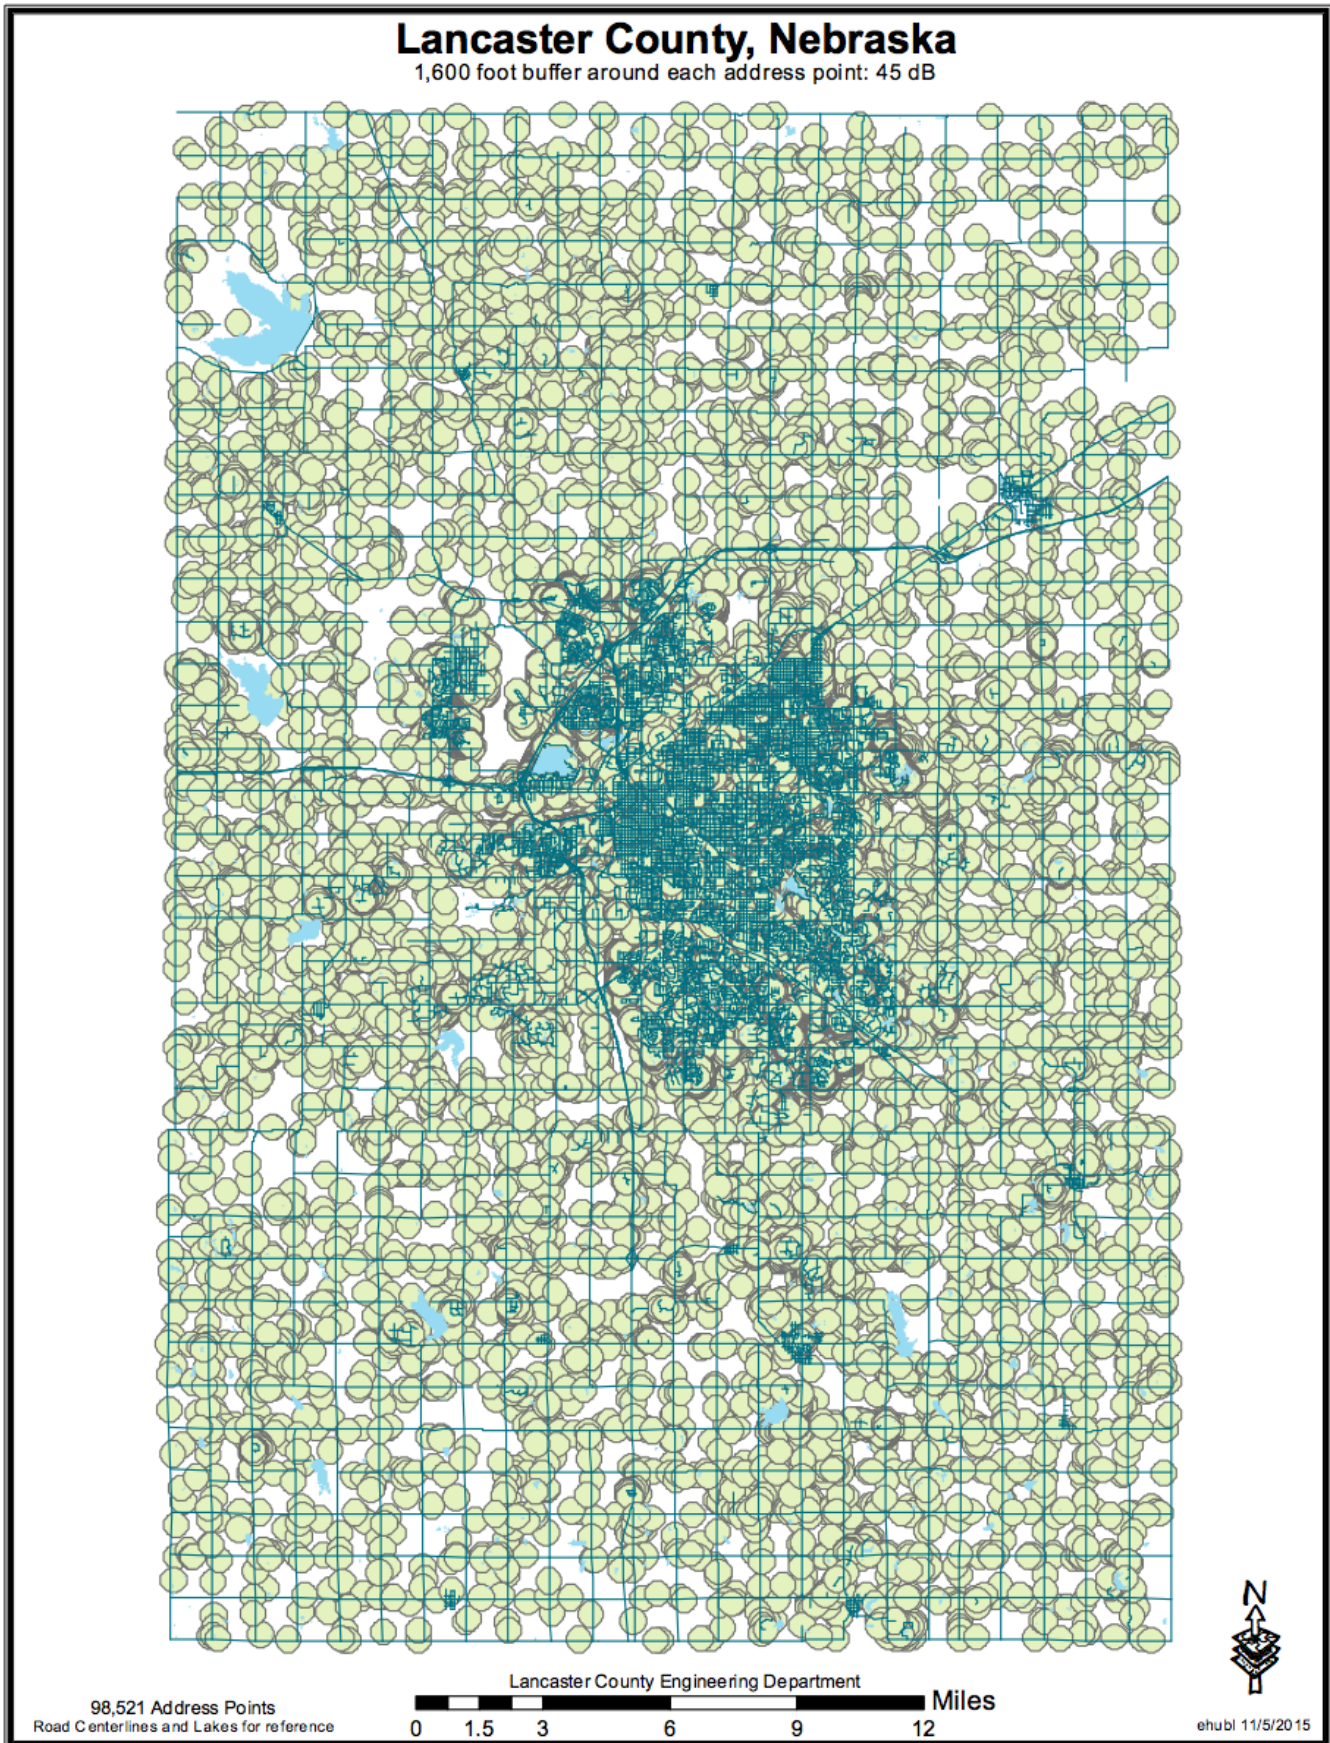 Lancaster County, Nebraska
1,600 foot buffer around each address point: 45 dB
N
Lancaster County Engineering Department
98,521 Address Points
Road Centerlines and Lakes for reference
Miles
0 1.5 3 6 9 12
ehubl 11/5/2015